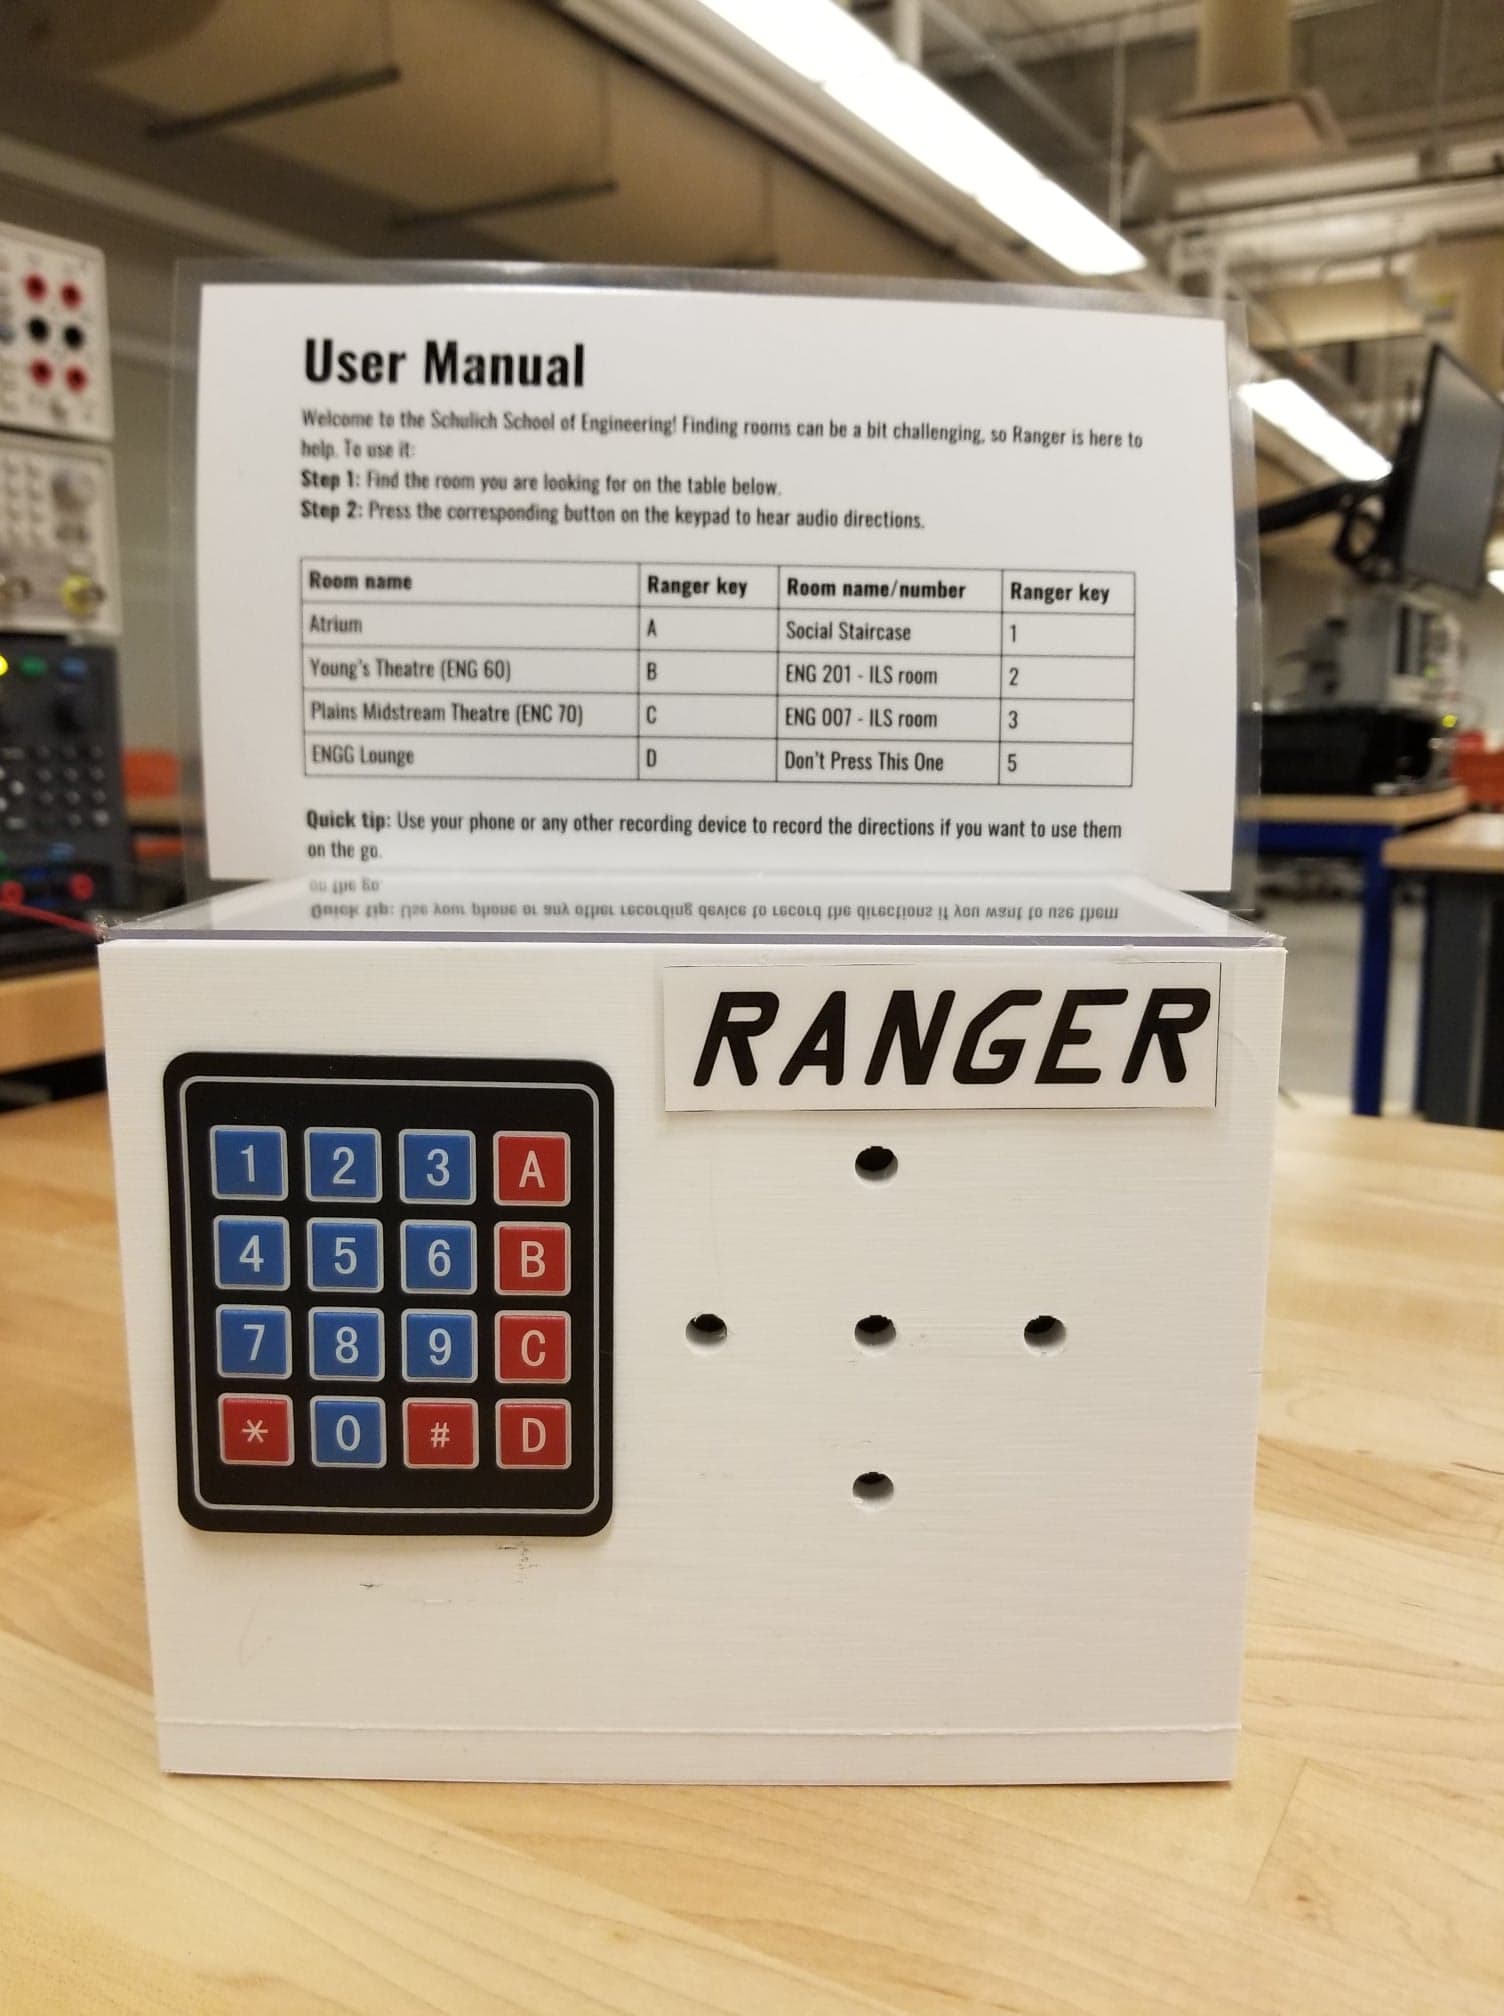 User Manual
Welcome to the Schulich School of Engineering! Finding rooms can be a bit challenging, so Ranger is here to
help. To use it:
Step 1: Find the room you are looking for on the table below.
Step 2: Press the corresponding button on the keypad to hear audio directions.
Room name Ranger key Room name/number Ranger key
Atrium A Social Staircase 1
Young's Theatre (ENG 60) B ENG 201 - ILS room 2
Plains Midstream Theatre (ENC 70) C ENG 007 - ILS room 3
ENGG Lounge D Don't Press This One 5
Quick tip: Use your phone or any other recording device to record the directions if you want to use them
on the go.
RANGER
1 2 3 A
4 5 6 B
7 8 9 C
* 0 # D